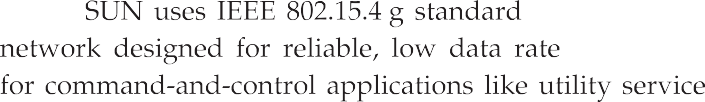 SUN uses IEEE 802.15.4 g standard
network designed for reliable, low data rate
for command-and-control applications like utility service